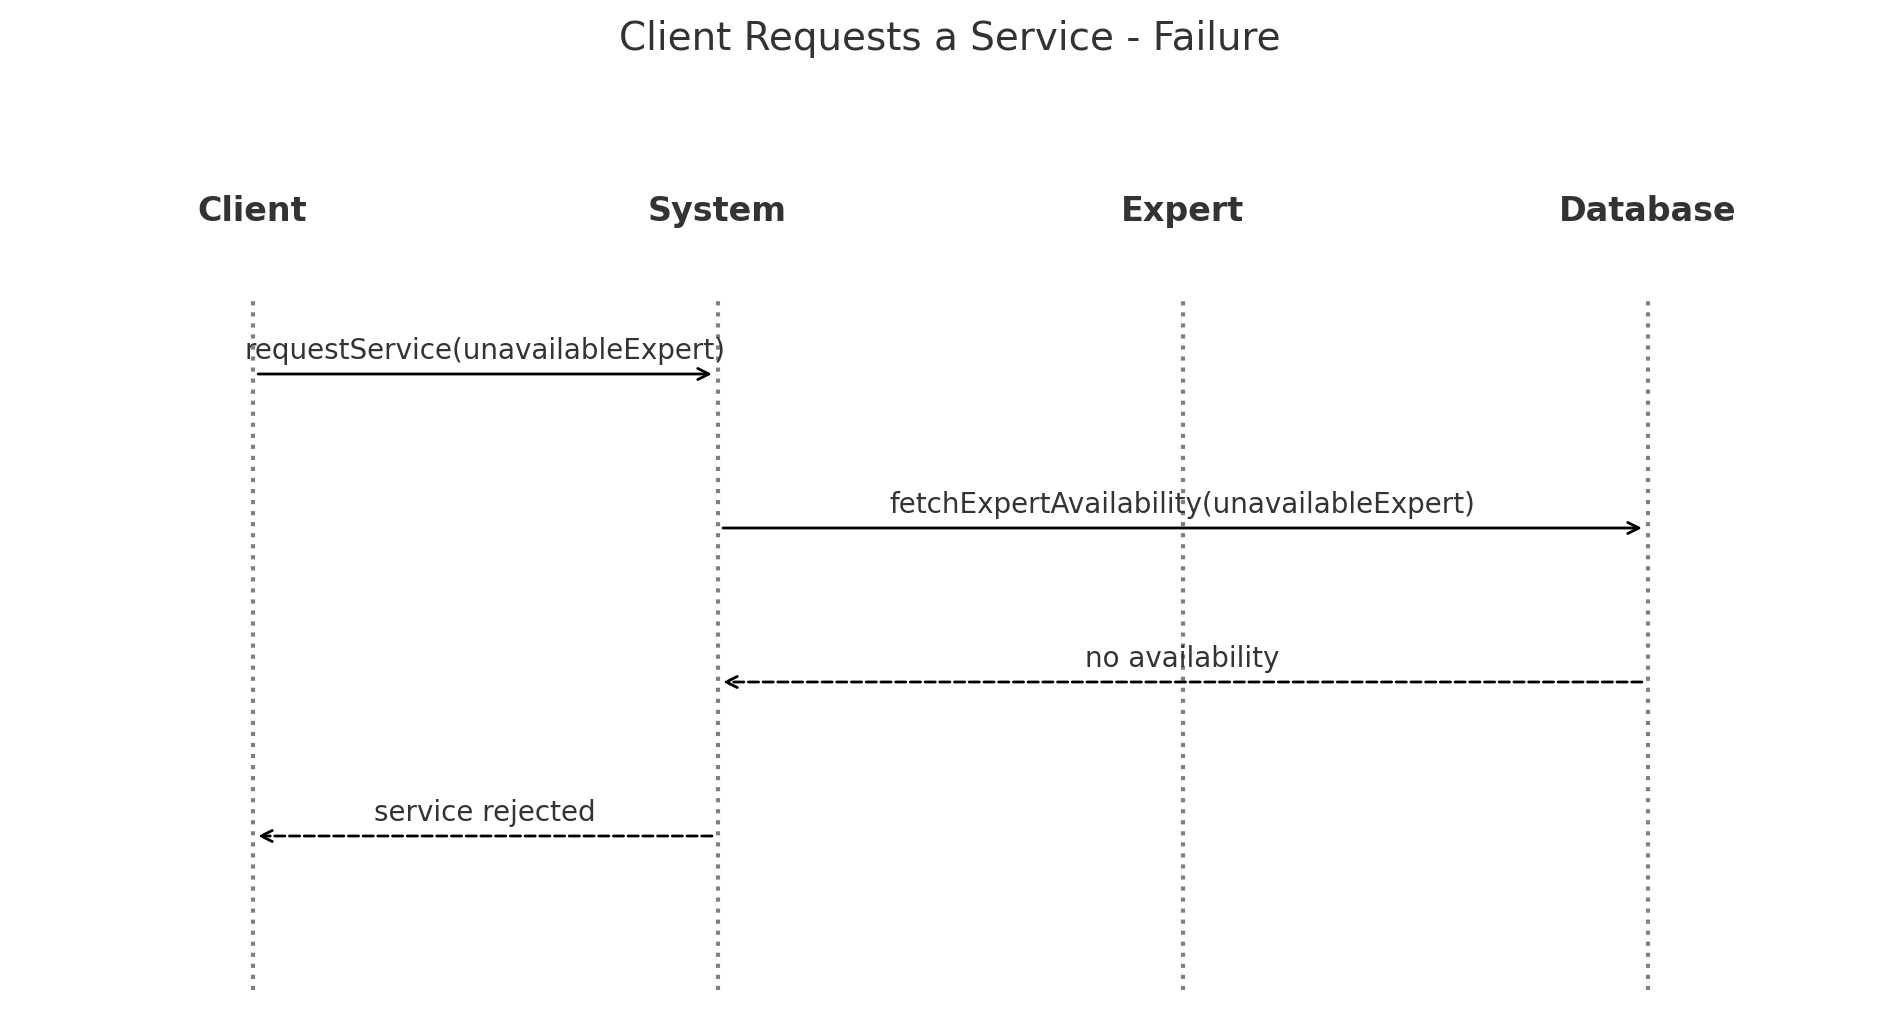 Client Requests a Service - Failure
Client System Expert Database
requestService(unavailableExpert)
fetchExpertAvailability(unavailableExpert)
no availability
service rejected